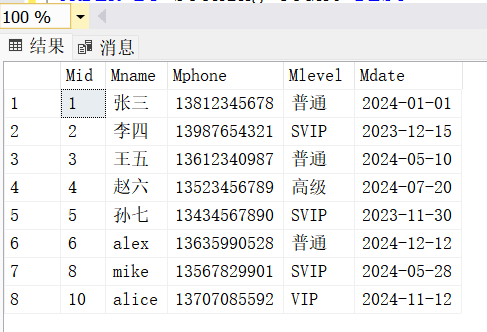 100 %
结果 消息
Mid Mname Mphone Mlevel Mdate
1 1 张三 13812345678 普通 2024-01-01
2 2 李四 13987654321 SVIP 2023-12-15
3 3 王五 13612340987 普通 2024-05-10
4 4 赵六 13523456789 高级 2024-07-20
5 5 孙七 13434567890 SVIP 2023-11-30
6 6 alex 13635990528 普通 2024-12-12
7 8 mike 13567829901 SVIP 2024-05-28
8 10 alice 13707085592 VIP 2024-11-12